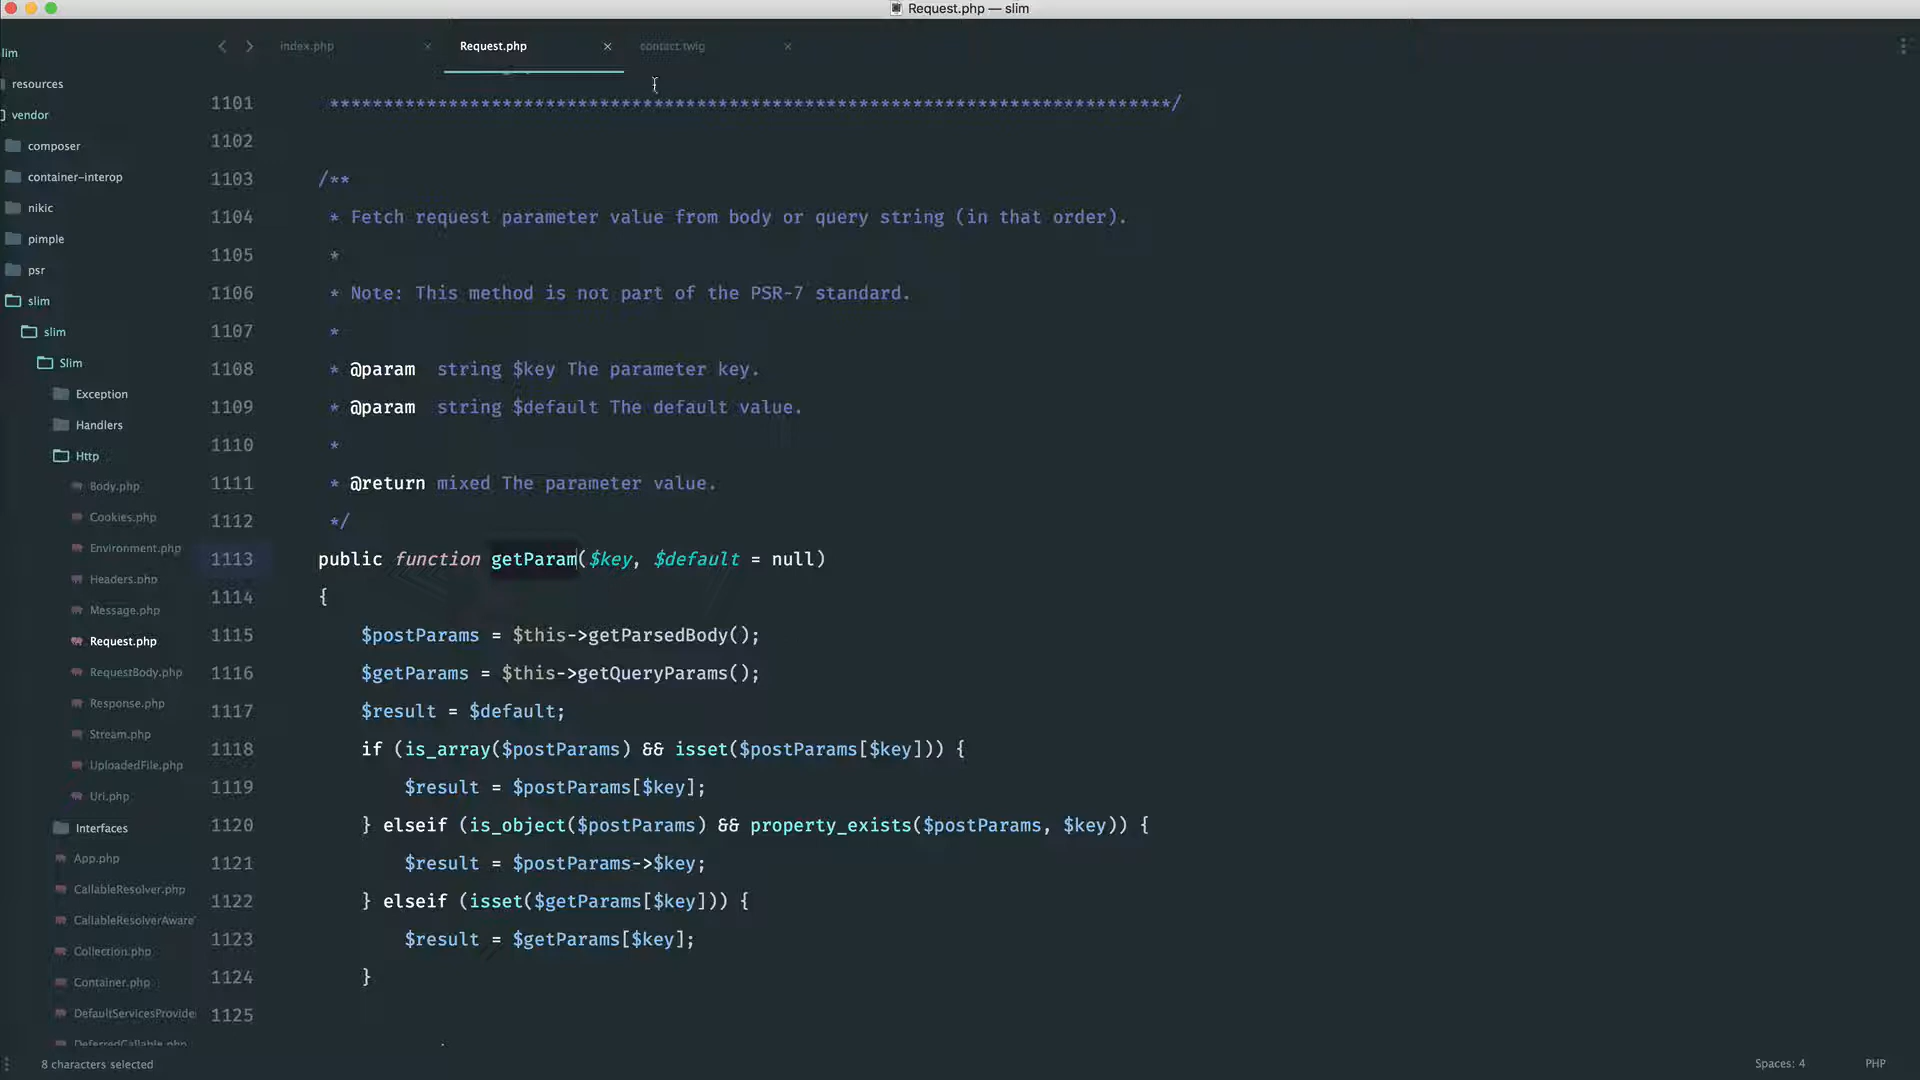 Request.php — slim
index.php
Request.php
contact.twig
lim
resources
vendor
composer
container-interop
nikic
pimple
psr
slim
slim
Slim
Exception
Handlers
Http
Body.php
Cookies.php
Environment.php
Headers.php
Message.php
Request.php
RequestBody.php
Response.php
Stream.php
UploadedFile.php
Uri.php
Interfaces
App.php
CallableResolver.php
CallableResolverAware
Collection.php
Container.php
DefaultServicesProvide
DeferredCallable.php
1101 ******************************************************************************/
1102
1103 /**
1104 * Fetch request parameter value from body or query string (in that order).
1105 *
1106 * Note: This method is not part of the PSR-7 standard.
1107 *
1108 * @param  string $key The parameter key.
1109 * @param  string $default The default value.
1110 *
1111 * @return mixed The parameter value.
1112 */
1113 public function getParam($key, $default = null)
1114 {
1115 $postParams = $this->getParsedBody();
1116 $getParams = $this->getQueryParams();
1117 $result = $default;
1118 if (is_array($postParams) && isset($postParams[$key])) {
1119 $result = $postParams[$key];
1120 } elseif (is_object($postParams) && property_exists($postParams, $key)) {
1121 $result = $postParams->$key;
1122 } elseif (isset($getParams[$key])) {
1123 $result = $getParams[$key];
1124 }
1125
8 characters selected
Spaces: 4
PHP